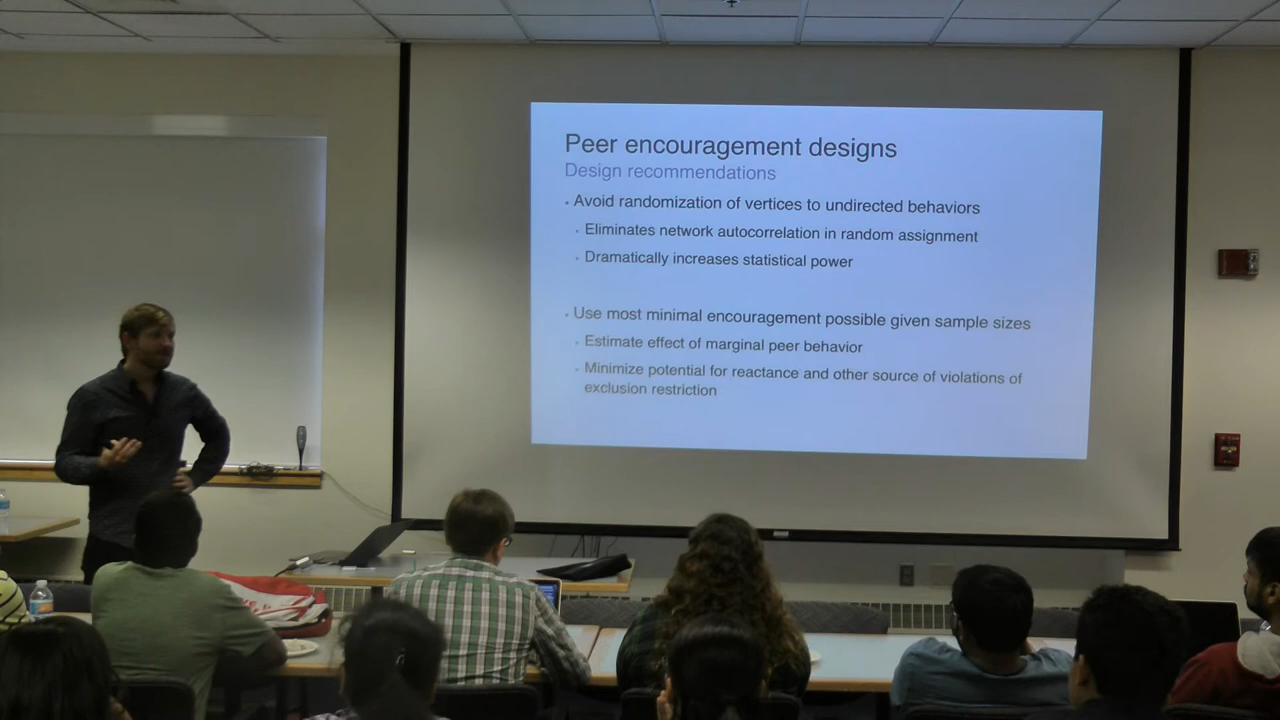 Peer encouragement designs
Design recommendations
Avoid randomization of vertices to undirected behaviors
Eliminates network autocorrelation in random assignment
Dramatically increases statistical power
Use most minimal encouragement possible given sample sizes
Estimate effect of marginal peer behavior
Minimize potential for reactance and other source of violations of
exclusion restriction